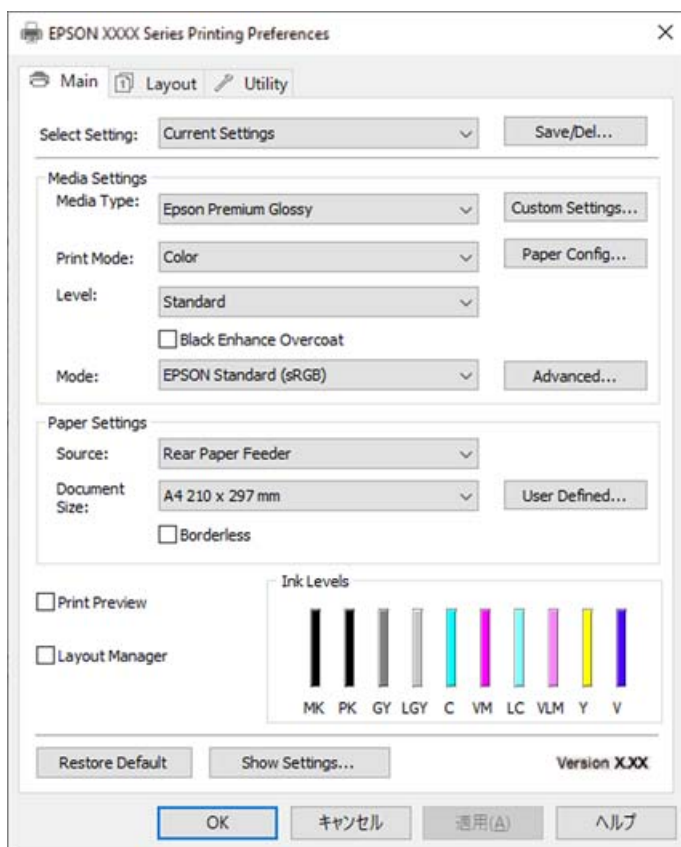 EPSON XXXX Series Printing Preferences
Main Layout Utility
Select Setting: Current Settings Save/Del...
Media Settings
Media Type: Epson Premium Glossy Custom Settings...
Print Mode: Color Paper Config...
Level: Standard
Black Enhance Overcoat
Mode: EPSON Standard (sRGB) Advanced...
Paper Settings
Source: Rear Paper Feeder
Document
Size: A4 210 x 297 mm User Defined...
Borderless
Ink Levels
Print Preview
Layout Manager
MK PK GY LGY C VM LC VLM Y V
Restore Default Show Settings... Version X.XX
OK キャンセル 適用(A) ヘルプ